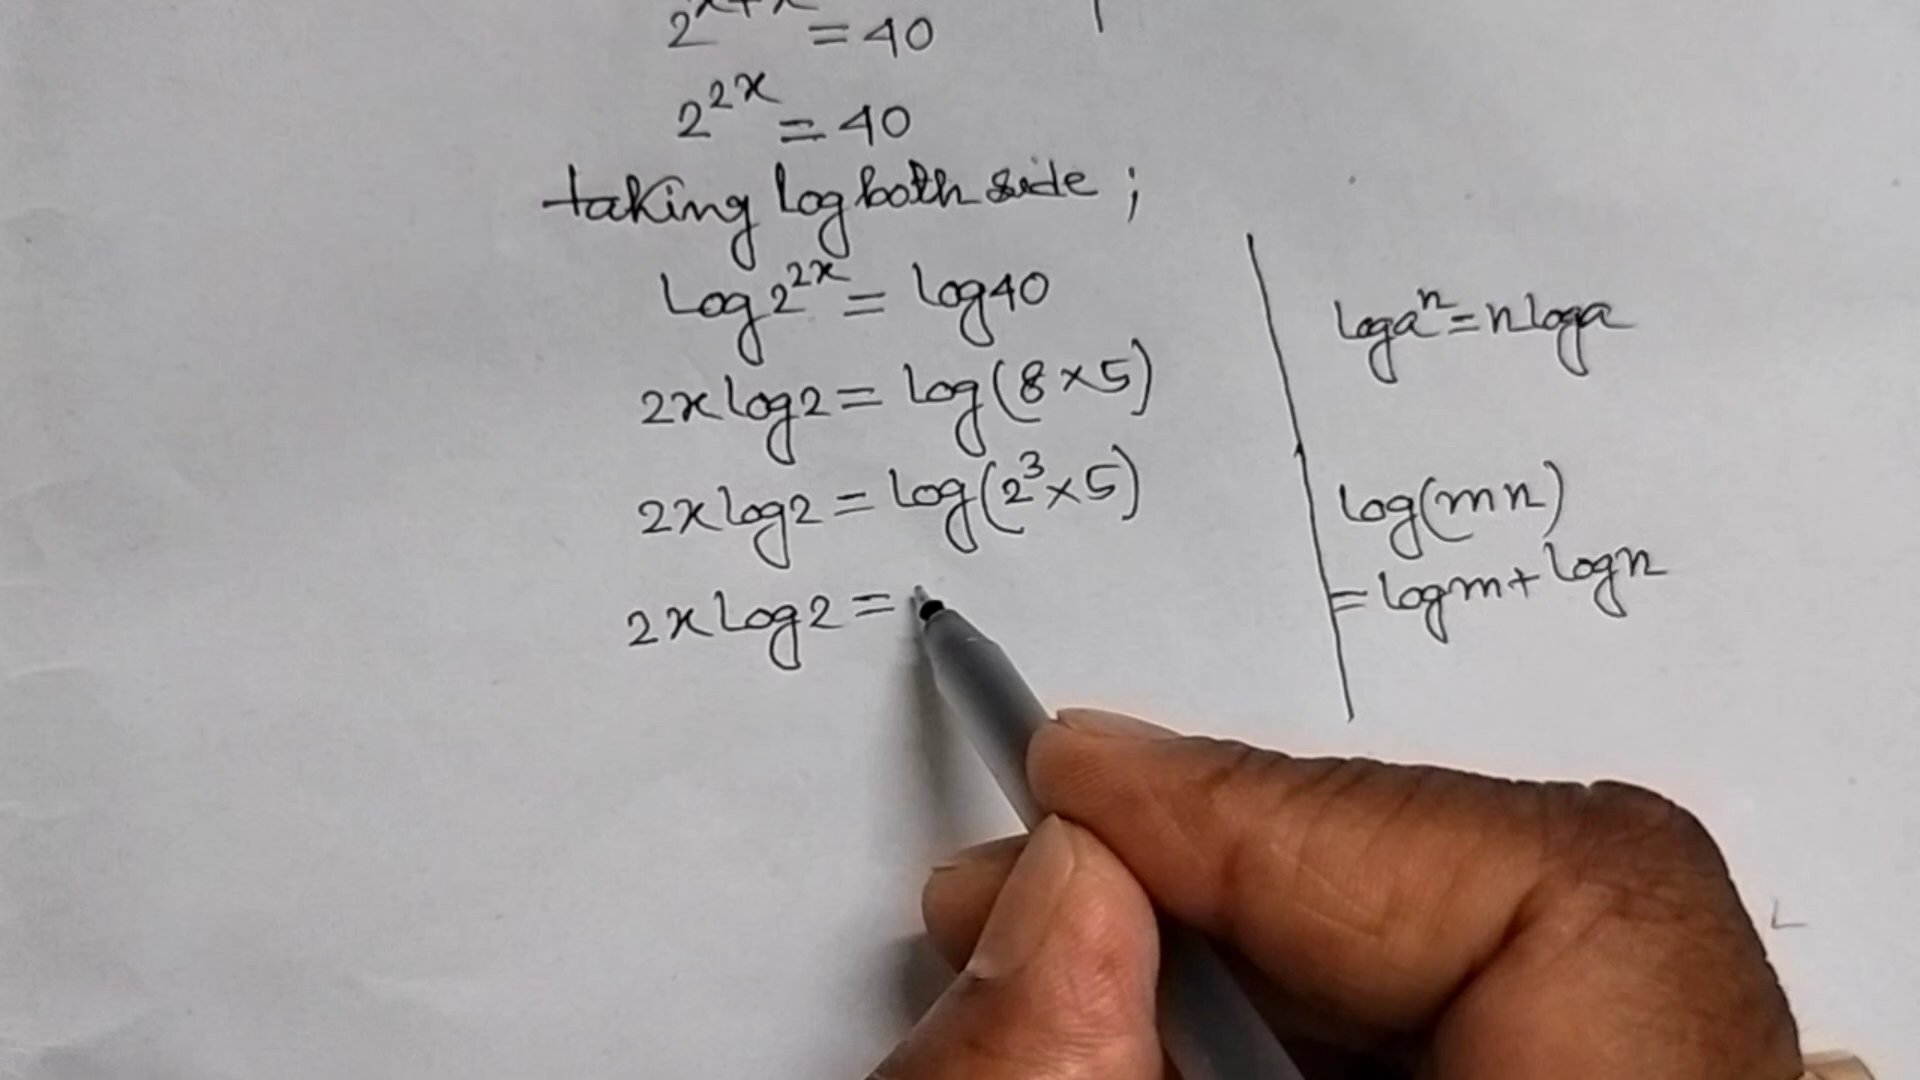 2^{x+x} = 40
2^{2x} = 40
taking log both side ;
log 2^{2x} = log 40
2x log 2 = log (8 × 5)
2x log 2 = log (2^3 × 5)
2x log 2 =
log a^n = n log a
log (mn)
= log m + log n